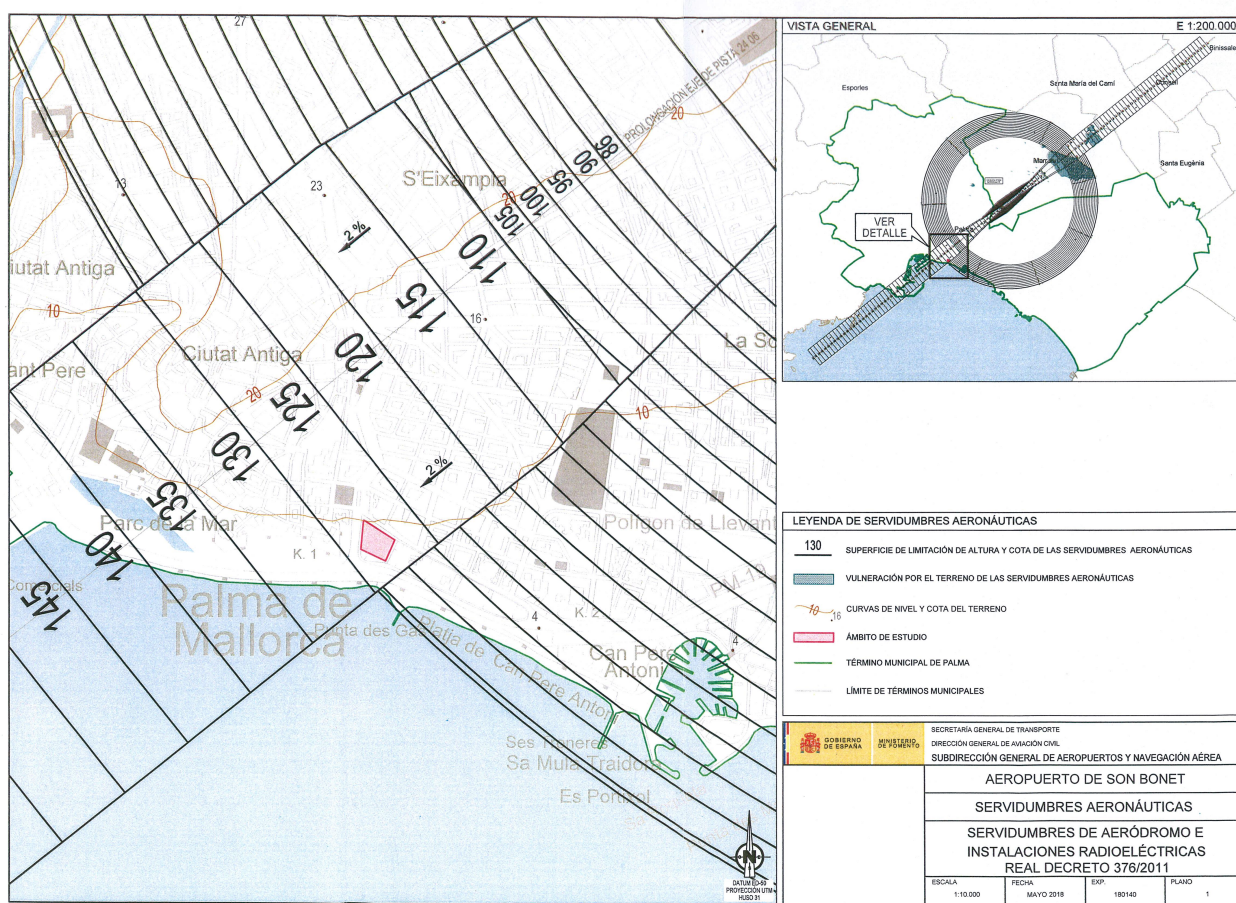 27
PROLONGACIÓN EJE DE PISTA 24 06
20
13
23
S'Eixampla
20
2 %
98
90
95
100
105
110
115
120
125
130
135
140
145
iutat Antiga
10
16
La So
Ciutat Antiga
ant Pere
20
10
2 %
Parc de la Mar
K. 1
Polígon de Llevant
PM-19
Comercials
Palma de
Mallorca
Punta des Gas
Platja de Can Pere Antoni
4
K. 2
Can Pere
Antoni
4
Ses
Sa Mula Traidora
Es Portitxol
N
DATUM ED-50
PROYECCIÓN UTM
HUSO 31
VISTA GENERAL
E 1:200.000
Binissale
Esporles
Santa María del Camí
Santa Eugènia
VER
DETALLE
LEYENDA DE SERVIDUMBRES AERONÁUTICAS
130 SUPERFICIE DE LIMITACIÓN DE ALTURA Y COTA DE LAS SERVIDUMBRES AERONÁUTICAS
VULNERACIÓN POR EL TERRENO DE LAS SERVIDUMBRES AERONÁUTICAS
10 16 CURVAS DE NIVEL Y COTA DEL TERRENO
ÁMBITO DE ESTUDIO
TÉRMINO MUNICIPAL DE PALMA
LÍMITE DE TÉRMINOS MUNICIPALES
GOBIERNO
DE ESPAÑA
MINISTERIO
DE FOMENTO
SECRETARÍA GENERAL DE TRANSPORTE
DIRECCIÓN GENERAL DE AVIACIÓN CIVIL
SUBDIRECCIÓN GENERAL DE AEROPUERTOS Y NAVEGACIÓN AÉREA
AEROPUERTO DE SON BONET
SERVIDUMBRES AERONÁUTICAS
SERVIDUMBRES DE AERÓDROMO E
INSTALACIONES RADIOELÉCTRICAS
REAL DECRETO 376/2011
ESCALA
1:10.000
FECHA
MAYO 2018
EXP.
180140
PLANO
1